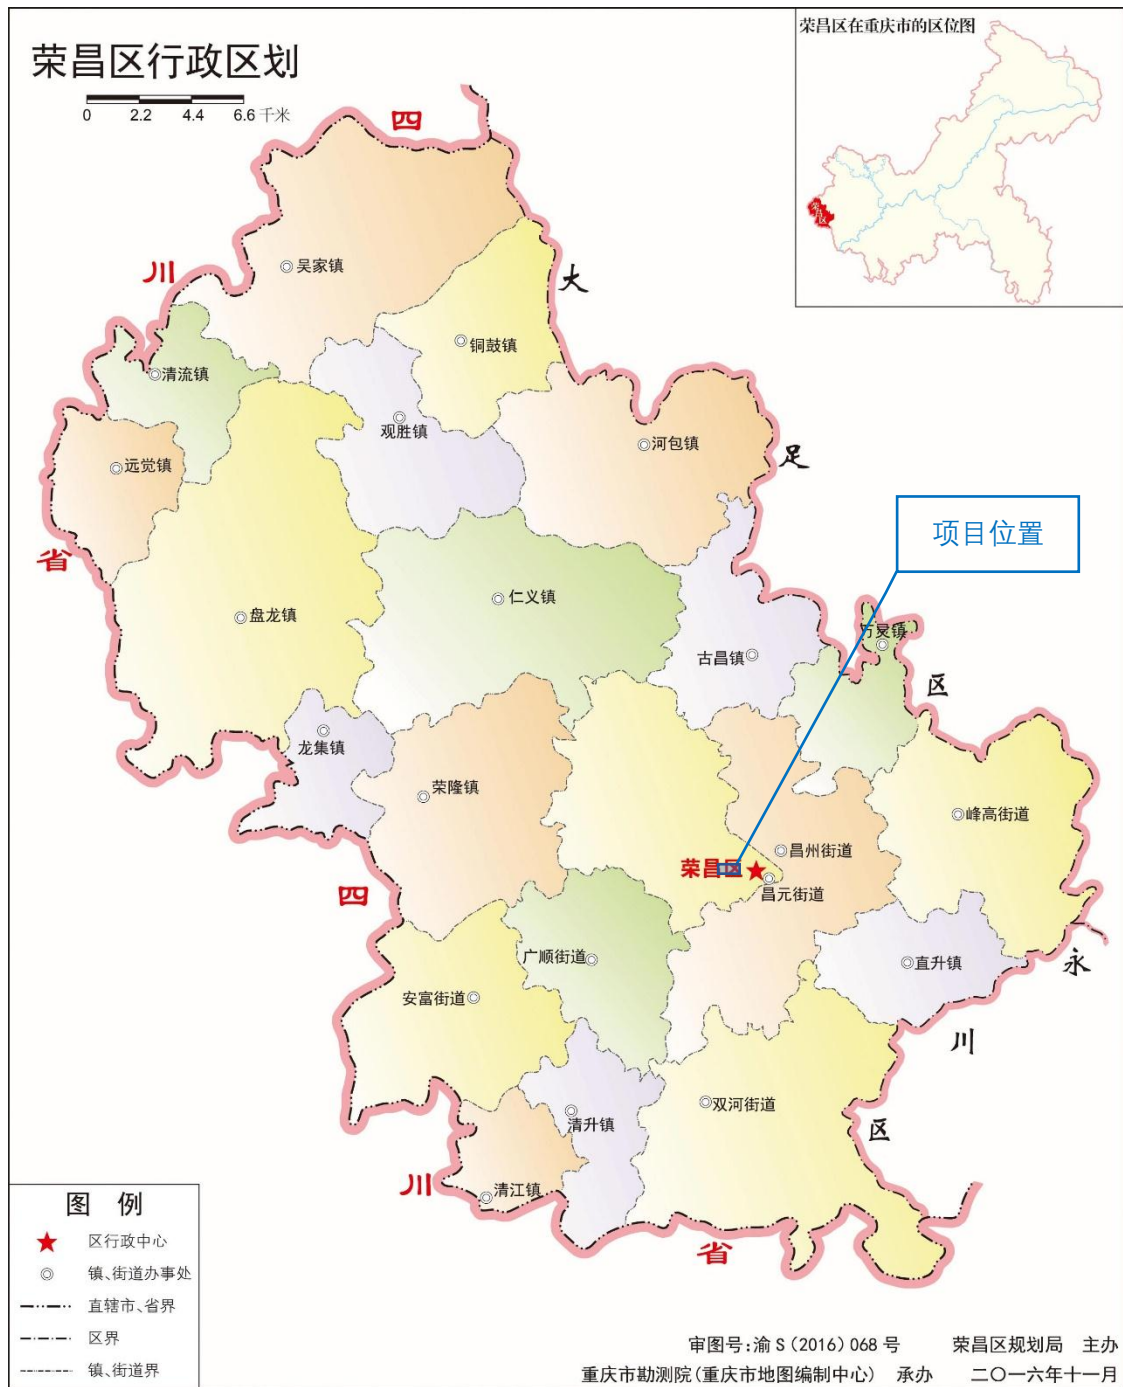 荣昌区行政区划
0 2.2 4.4 6.6 千米
荣昌区在重庆市的区位图
荣昌区
四
川
省
大
足
区
吴家镇
铜鼓镇
清流镇
观胜镇
河包镇
远觉镇
项目位置
仁义镇
盘龙镇
万灵镇
古昌镇
龙集镇
荣隆镇
峰高街道
昌州街道
荣昌区
昌元街道
四
川
省
永
川
区
广顺街道
直升镇
安富街道
双河街道
清升镇
清江镇
图 例
区行政中心
镇、街道办事处
直辖市、省界
区界
镇、街道界
审图号:渝 S (2016) 068 号 荣昌区规划局 主办
重庆市勘测院(重庆市地图编制中心) 承办 二〇一六年十一月